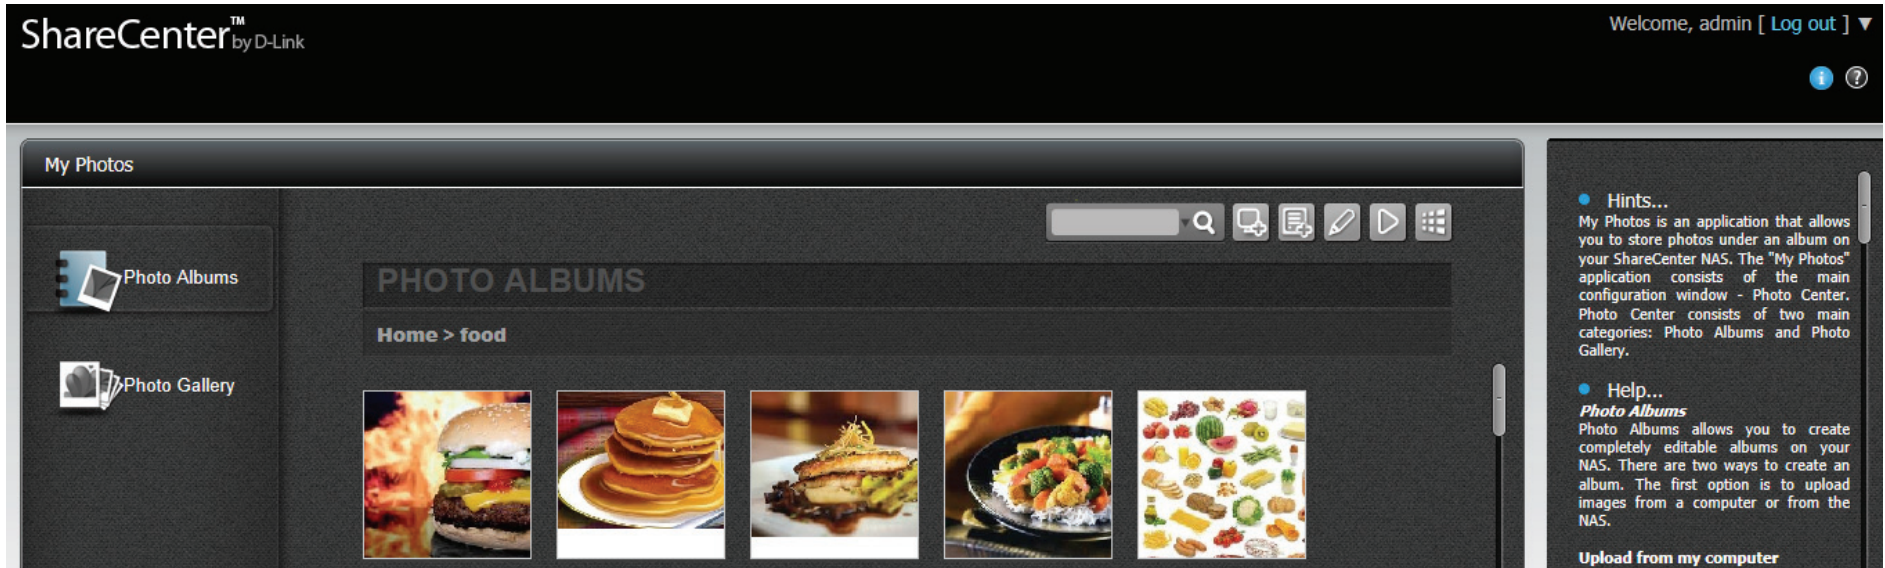 ShareCenter™ by D-Link
Welcome, admin [ Log out ] ▼
My Photos
Photo Albums
Photo Gallery
PHOTO ALBUMS
Home > food
Hints...
My Photos is an application that allows
you to store photos under an album on
your ShareCenter NAS. The "My Photos"
application consists of the main
configuration window - Photo Center.
Photo Center consists of two main
categories: Photo Albums and Photo
Gallery.
Help...
Photo Albums
Photo Albums allows you to create
completely editable albums on your
NAS. There are two ways to create an
album. The first option is to upload
images from a computer or from the
NAS.
Upload from my computer